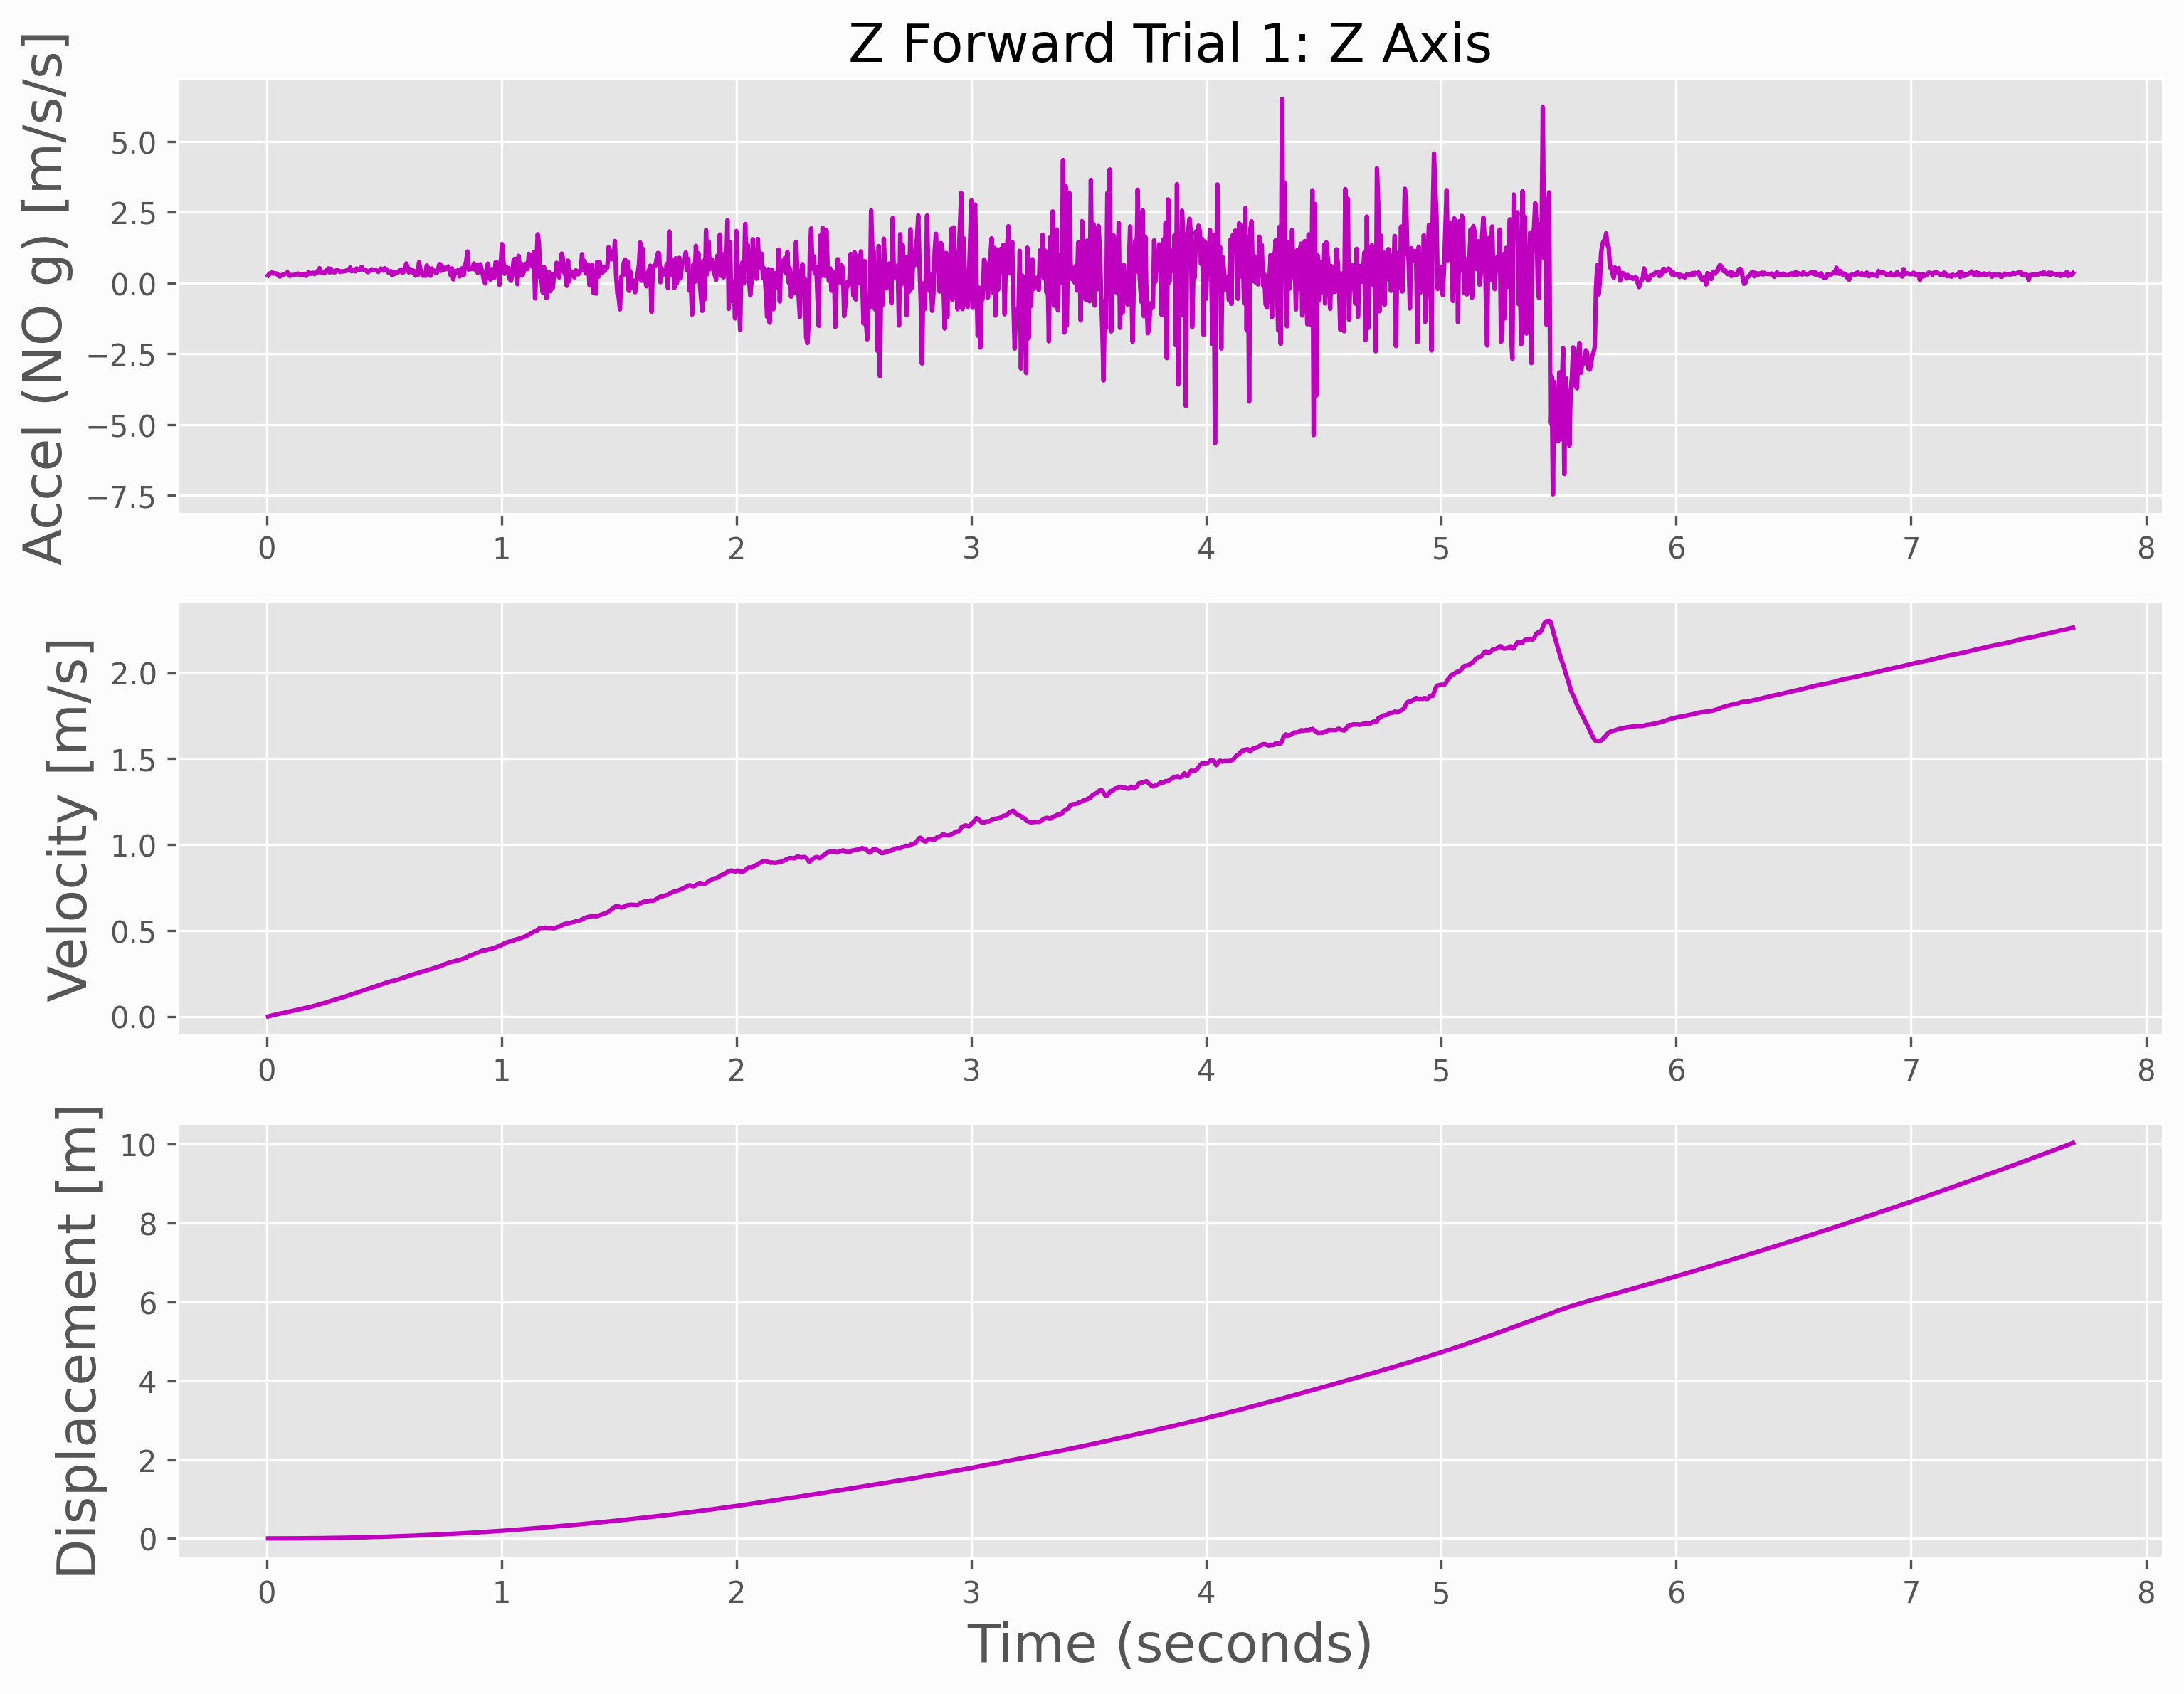 Z Forward Trial 1: Z Axis
Accel (NO g) [m/s/s]
5.0
2.5
0.0
−2.5
−5.0
−7.5
0 1 2 3 4 5 6 7 8
Velocity [m/s]
2.0
1.5
1.0
0.5
0.0
0 1 2 3 4 5 6 7 8
Displacement [m]
10
8
6
4
2
0
0 1 2 3 4 5 6 7 8
Time (seconds)